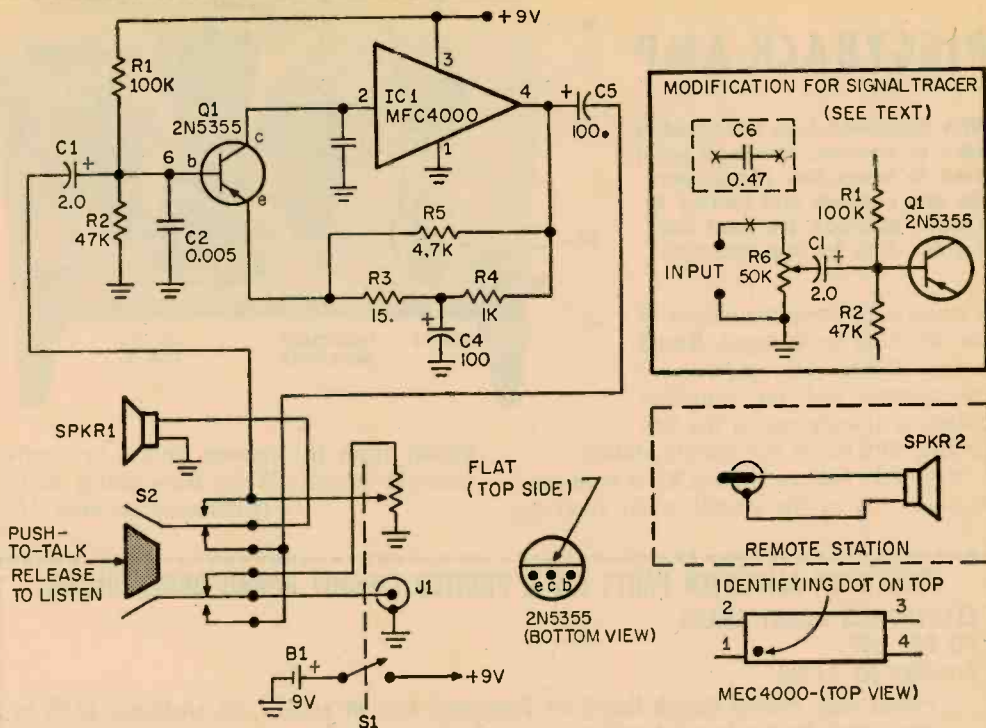 +9V
R1
100K
Q1
2N5355
3
2
IC1
MFC4000
4
1
+
C5
100.
C1
+
2.0
6
b
c
e
R2
47K
C2
0.005
R5
4.7K
R3
15.
R4
1K
+
C4
100
MODIFICATION FOR SIGNALTRACER
(SEE TEXT)
C6
0.47
INPUT
R6
50K
C1
+
2.0
R1
100K
Q1
2N5355
R2
47K
SPKR1
S2
PUSH-
TO-TALK
RELEASE
TO LISTEN
J1
B1
+
9V
+9V
S1
FLAT
(TOP SIDE)
e c b
2N5355
(BOTTOM VIEW)
SPKR 2
REMOTE STATION
IDENTIFYING DOT ON TOP
2
3
1
4
MEC4000-(TOP VIEW)